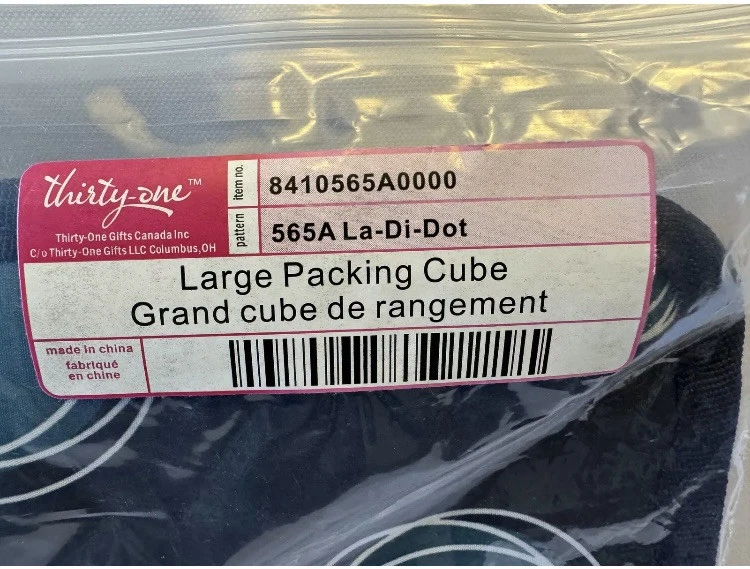 thirty-one™
Thirty-One Gifts Canada Inc
C/o Thirty-One Gifts LLC Columbus, OH
item no.
8410565A0000
pattern
565A La-Di-Dot
Large Packing Cube
Grand cube de rangement
made in china
fabriqué
en chine